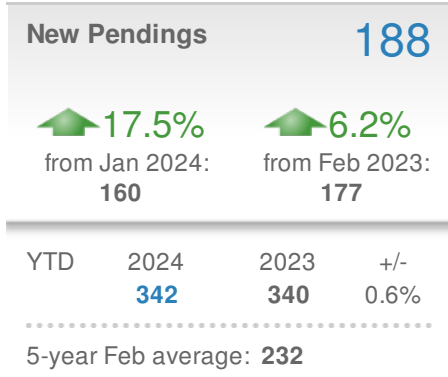 New Pendings 188
17.5% 6.2%
from Jan 2024: from Feb 2023:
160 177
YTD 2024 2023 +/-
342 340 0.6%
5-year Feb average: 232